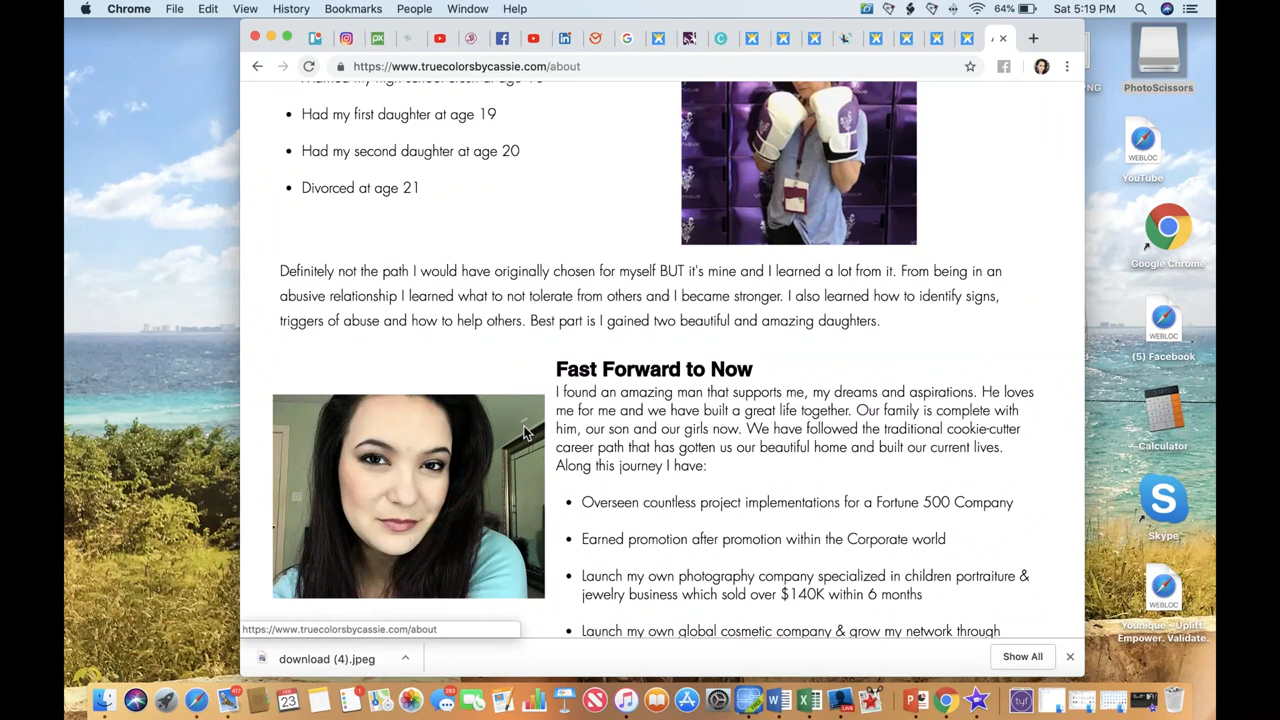 Chrome File Edit View History Bookmarks People Window Help
64% Sat 5:19 PM
https://www.truecolorsbycassie.com/about
Had my first daughter at age 19
Had my second daughter at age 20
Divorced at age 21
Definitely not the path I would have originally chosen for myself BUT it's mine and I learned a lot from it. From being in an
abusive relationship I learned what to not tolerate from others and I became stronger. I also learned how to identify signs,
triggers of abuse and how to help others. Best part is I gained two beautiful and amazing daughters.
Fast Forward to Now
I found an amazing man that supports me, my dreams and aspirations. He loves
me for me and we have built a great life together. Our family is complete with
him, our son and our girls now. We have followed the traditional cookie-cutter
career path that has gotten us our beautiful home and built our current lives.
Along this journey I have:
Overseen countless project implementations for a Fortune 500 Company
Earned promotion after promotion within the Corporate world
Launch my own photography company specialized in children portraiture &
jewelry business which sold over $140K within 6 months
Launch my own global cosmetic company & grow my network through
https://www.truecolorsbycassie.com/about
download (4).jpeg
Show All
PNG
PhotoScissors
WEBLOC
YouTube
Google Chrome
WEBLOC
(5) Facebook
Calculator
Skype
WEBLOC
Younique - Uplift.
Empower. Validate.
417
FEB
23
1
293